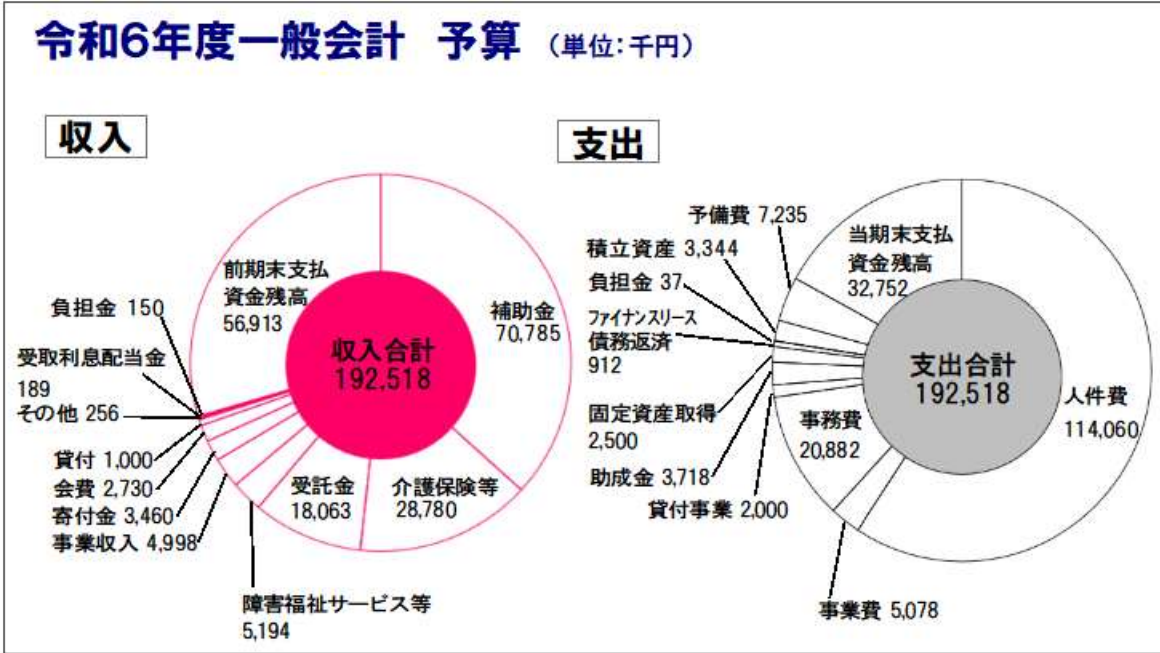 令和6年度一般会計 予算 (単位:千円)
収入
前期末支払
資金残高
56,913
補助金
70,785
負担金 150
受取利息配当金
189
その他 256
収入合計
192,518
貸付 1,000
会費 2,730
寄付金 3,460
事業収入 4,998
受託金
18,063
介護保険等
28,780
障害福祉サービス等
5,194
支出
予備費 7,235
積立資産 3,344
負担金 37
ファイナンスリース
債務返済
912
当期末支払
資金残高
32,752
支出合計
192,518
人件費
114,060
固定資産取得
2,500
事務費
20,882
助成金 3,718
貸付事業 2,000
事業費 5,078